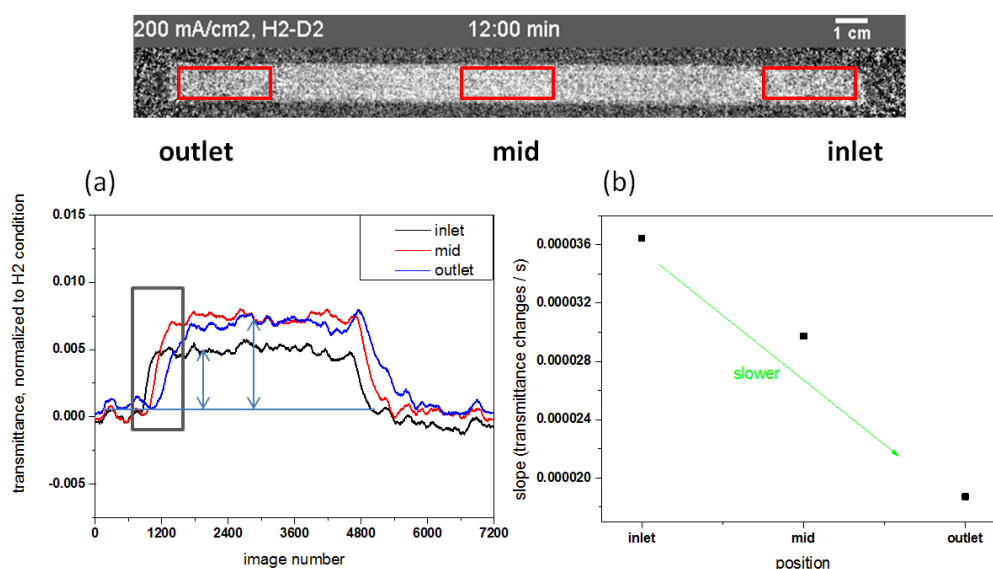 200 mA/cm2, H2-D2 12:00 min 1 cm
outlet mid inlet
(a) (b)
transmittance, normalized to H2 condition
0.015
0.010
0.005
0.000
-0.005
0 1200 2400 3600 4800 6000 7200
image number
inlet
mid
outlet
slope (transmittance changes / s)
0.000036
0.000032
0.000028
0.000024
0.000020
slower
inlet mid outlet
position